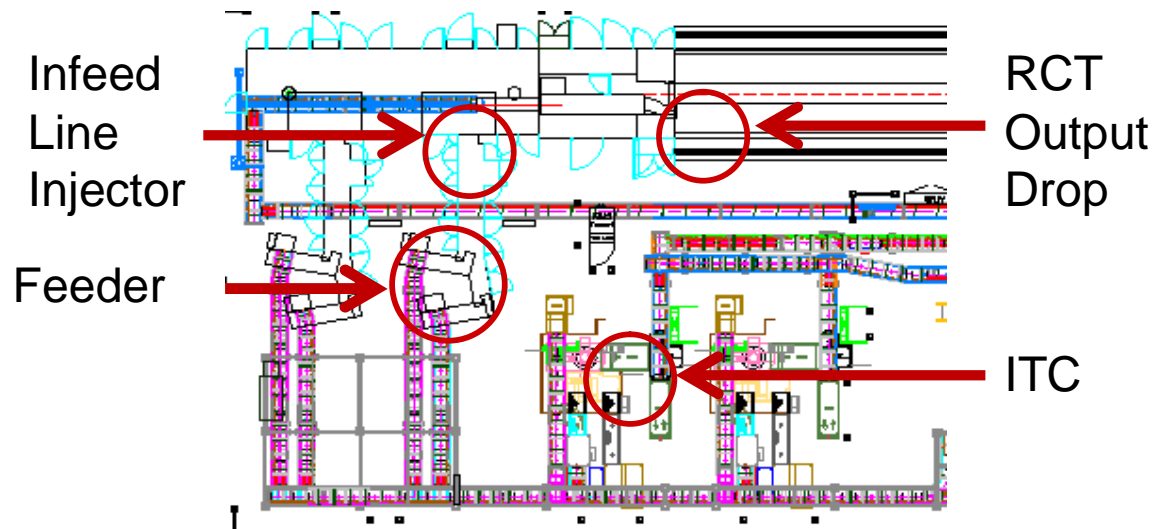 Infeed
Line
Injector
RCT
Output
Drop
Feeder
ITC